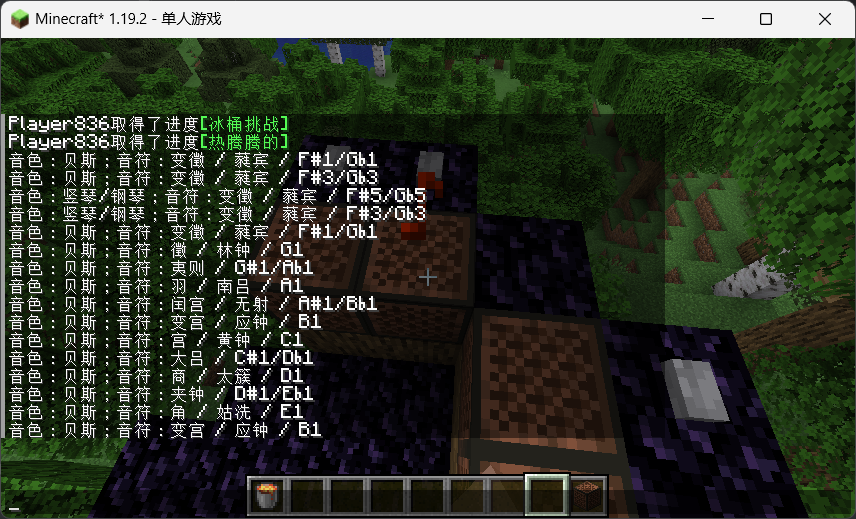 Minecraft* 1.19.2 - 单人游戏
Player836取得了进度[冰桶挑战]
Player836取得了进度[热腾腾的]
音色：贝斯；音符：变徵 / 蕤宾 / F#1/Gb1
音色：贝斯；音符：变徵 / 蕤宾 / F#3/Gb3
音色：竖琴/钢琴；音符：变徵 / 蕤宾 / F#5/Gb5
音色：竖琴/钢琴；音符：变徵 / 蕤宾 / F#3/Gb3
音色：贝斯；音符：变徵 / 蕤宾 / F#1/Gb1
音色：贝斯；音符：徵 / 林钟 / G1
音色：贝斯；音符：夷则 / G#1/Ab1
音色：贝斯；音符：羽 / 南吕 / A1
音色：贝斯；音符：闰宫 / 无射 / A#1/Bb1
音色：贝斯；音符：变宫 / 应钟 / B1
音色：贝斯；音符：宫 / 黄钟 / C1
音色：贝斯；音符：大吕 / C#1/Db1
音色：贝斯；音符：商 / 太簇 / D1
音色：贝斯；音符：夹钟 / D#1/Eb1
音色：贝斯；音符：角 / 姑洗 / E1
音色：贝斯；音符：变宫 / 应钟 / B1